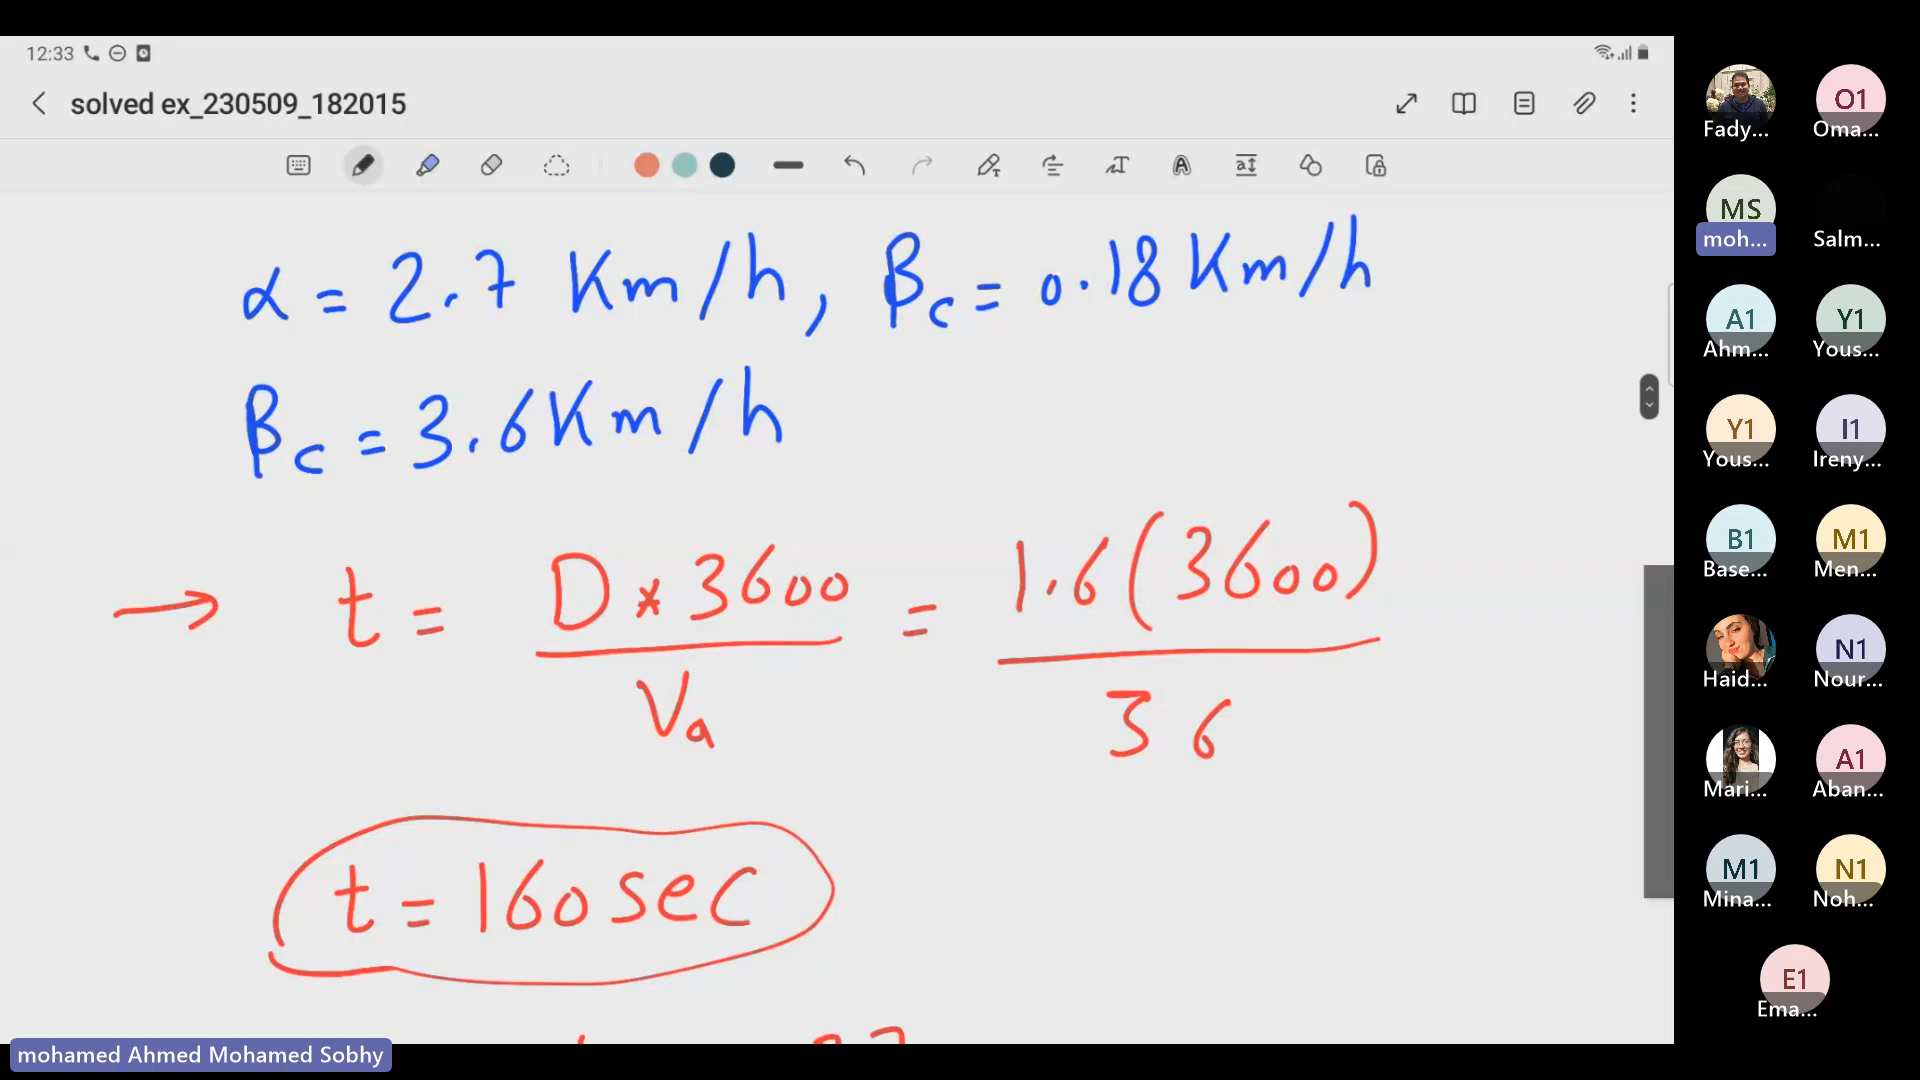 12:33
solved ex_230509_182015
α = 2.7 Km/h, βc = 0.18 Km/h
βc = 3.6 Km/h
→ t = D * 3600 / Va = 1.6 (3600) / 36
t = 160 sec
Fady...
O1
Oma...
MS
moh...
Salm...
A1
Ahm...
Y1
Yous...
Y1
Yous...
I1
Ireny...
B1
Base...
M1
Men...
Haid...
N1
Nour...
Mari...
A1
Aban...
M1
Mina...
N1
Noh...
E1
Ema...
mohamed Ahmed Mohamed Sobhy